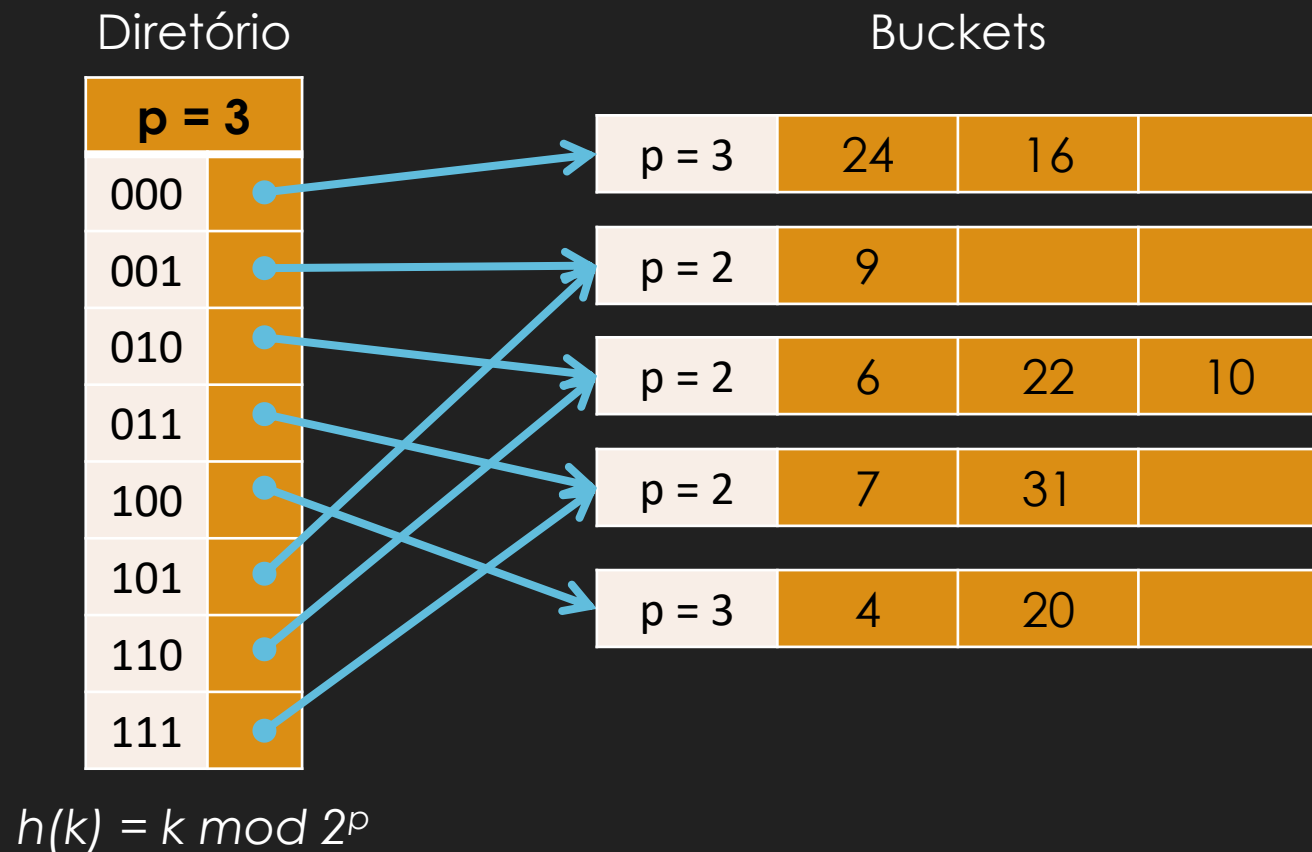 Diretório
p = 3
000
001
010
011
100
101
110
111
h(k) = k mod 2ᵖ
Buckets
p = 3 24 16
p = 2 9
p = 2 6 22 10
p = 2 7 31
p = 3 4 20